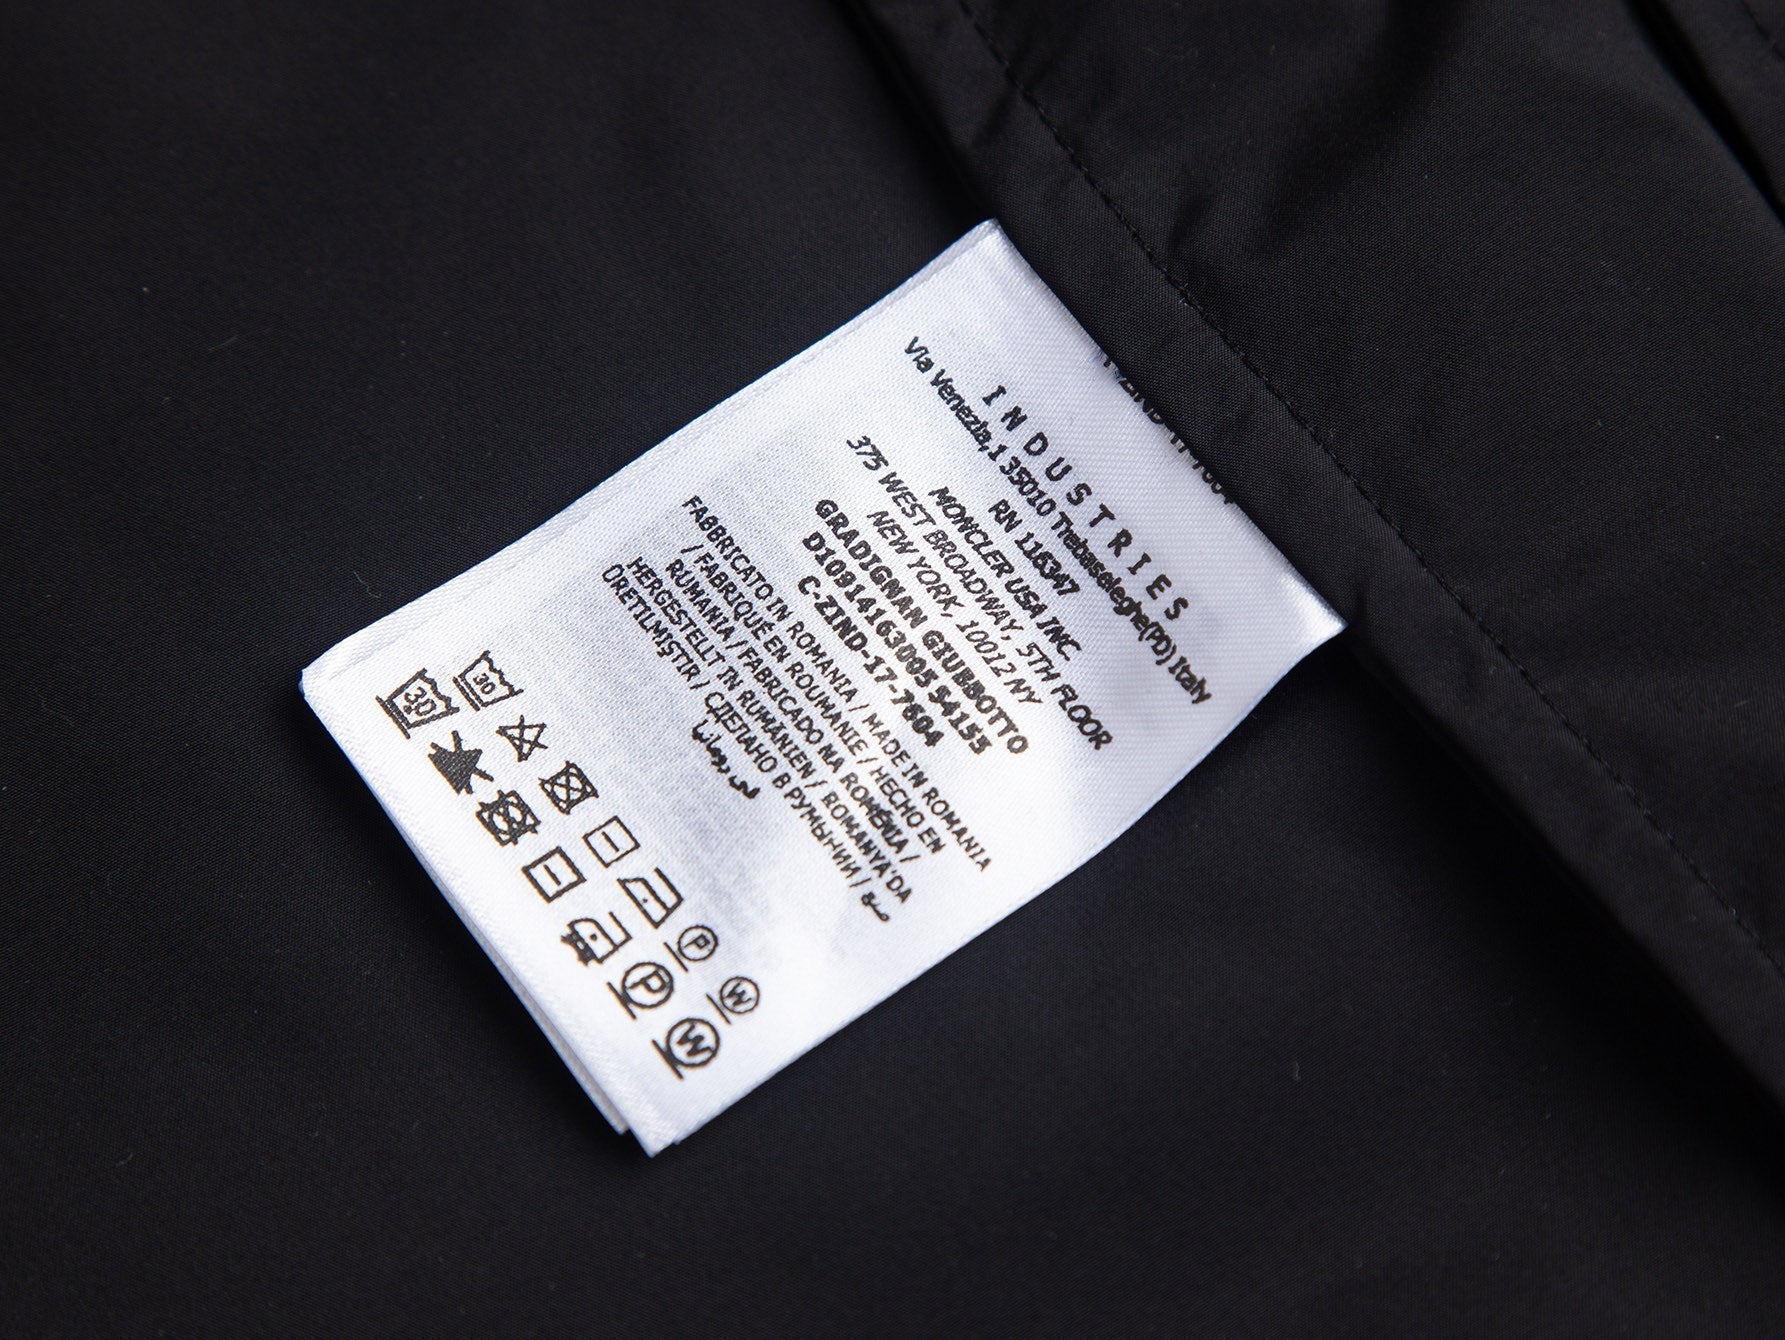 INDUSTRIES
Via Venezia,1 35010 Trebaseleghe(PD) Italy
RN 116347
MONCLER USA INC.
375 WEST BROADWAY, 5TH FLOOR
NEW YORK, 10012 NY
GRADIGNAN GIUBBOTTO
D10914163005 54155
C-ZIND-17-7604
FABBRICATO IN ROMANIA / MADE IN ROMANIA
/ FABRIQUÉ EN ROUMANIE / HECHO EN
RUMANIA / FABRICADO NA ROMÉNIA /
HERGESTELLT IN RUMÄNIEN / ROMANYA'DA
ÜRETILMIŞTIR / СДЕЛАНО В РУМЫНИИ /
30
30
P
W
P
W